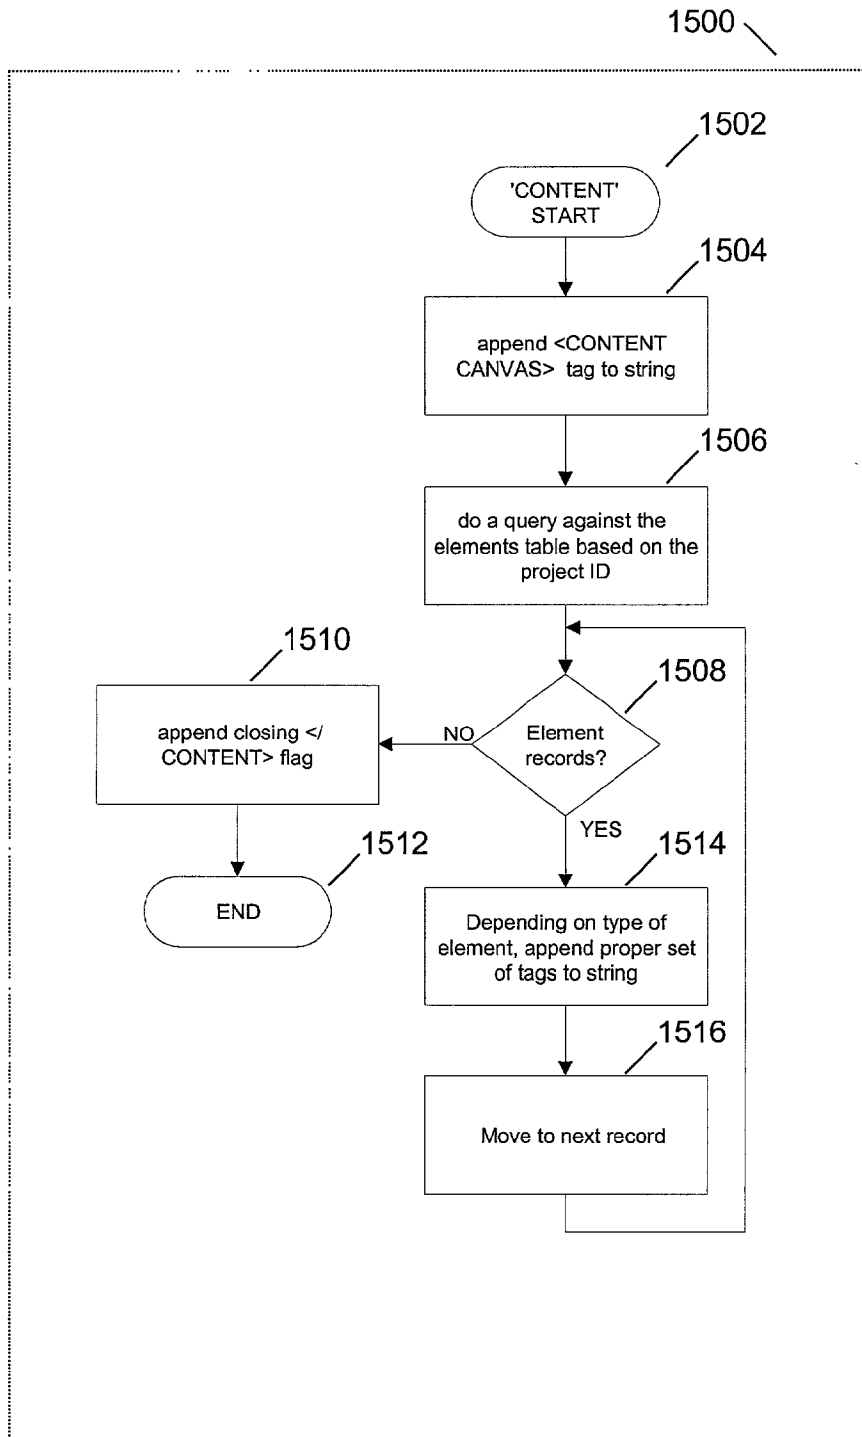 1500
1502
'CONTENT'
START
1504
append <CONTENT
CANVAS> tag to string
1506
do a query against the
elements table based on the
project ID
1510
append closing </
CONTENT> flag
1508
Element
records?
NO
YES
1512
END
1514
Depending on type of
element, append proper set
of tags to string
1516
Move to next record